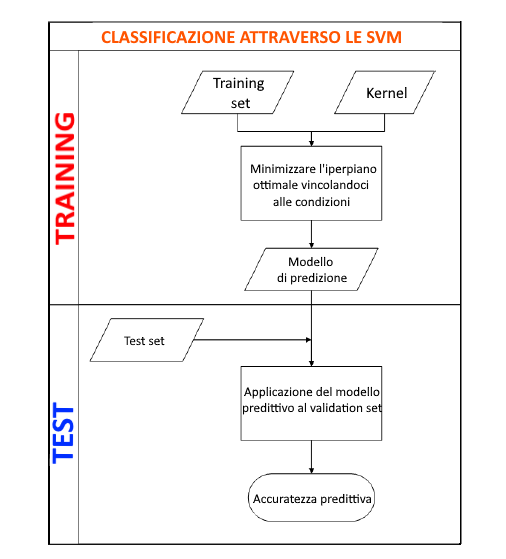 CLASSIFICAZIONE ATTRAVERSO LE SVM
TRAINING
Training
set
Kernel
Minimizzare l'iperpiano
ottimale vincolandoci
alle condizioni
Modello
di predizione
TEST
Test set
Applicazione del modello
predittivo al validation set
Accuratezza predittiva